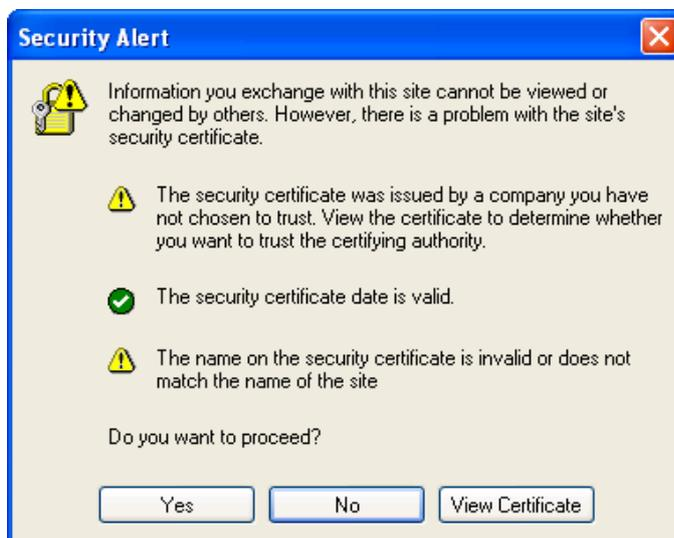 Security Alert
Information you exchange with this site cannot be viewed or
changed by others. However, there is a problem with the site's
security certificate.
The security certificate was issued by a company you have
not chosen to trust. View the certificate to determine whether
you want to trust the certifying authority.
The security certificate date is valid.
The name on the security certificate is invalid or does not
match the name of the site
Do you want to proceed?
Yes No View Certificate